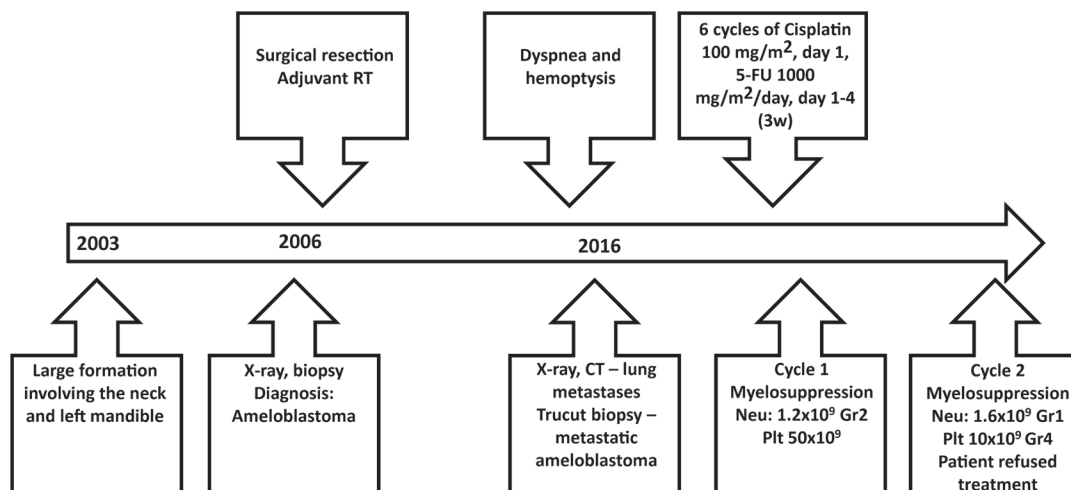 Surgical resection
Adjuvant RT
Dyspnea and
hemoptysis
6 cycles of Cisplatin
100 mg/m², day 1,
5-FU 1000
mg/m²/day, day 1-4
(3w)
2003
2006
2016
Large formation
involving the neck
and left mandible
X-ray, biopsy
Diagnosis:
Ameloblastoma
X-ray, CT – lung
metastases
Trucut biopsy –
metastatic
ameloblastoma
Cycle 1
Myelosuppression
Neu: 1.2x10⁹ Gr2
Plt 50x10⁹
Cycle 2
Myelosuppression
Neu: 1.6x10⁹ Gr1
Plt 10x10⁹ Gr4
Patient refused
treatment